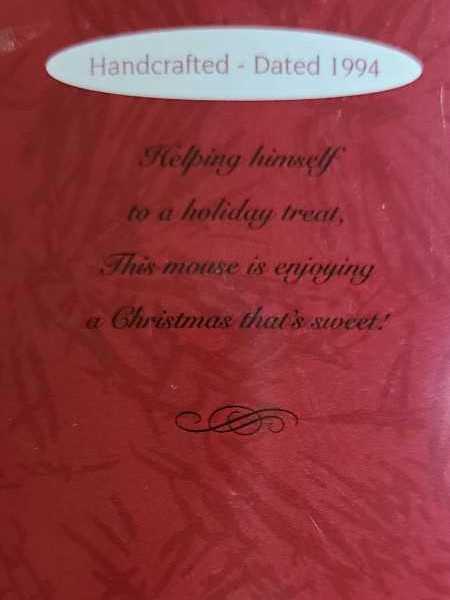 Handcrafted - Dated 1994
Helping himself
to a holiday treat,
This mouse is enjoying
a Christmas that's sweet!